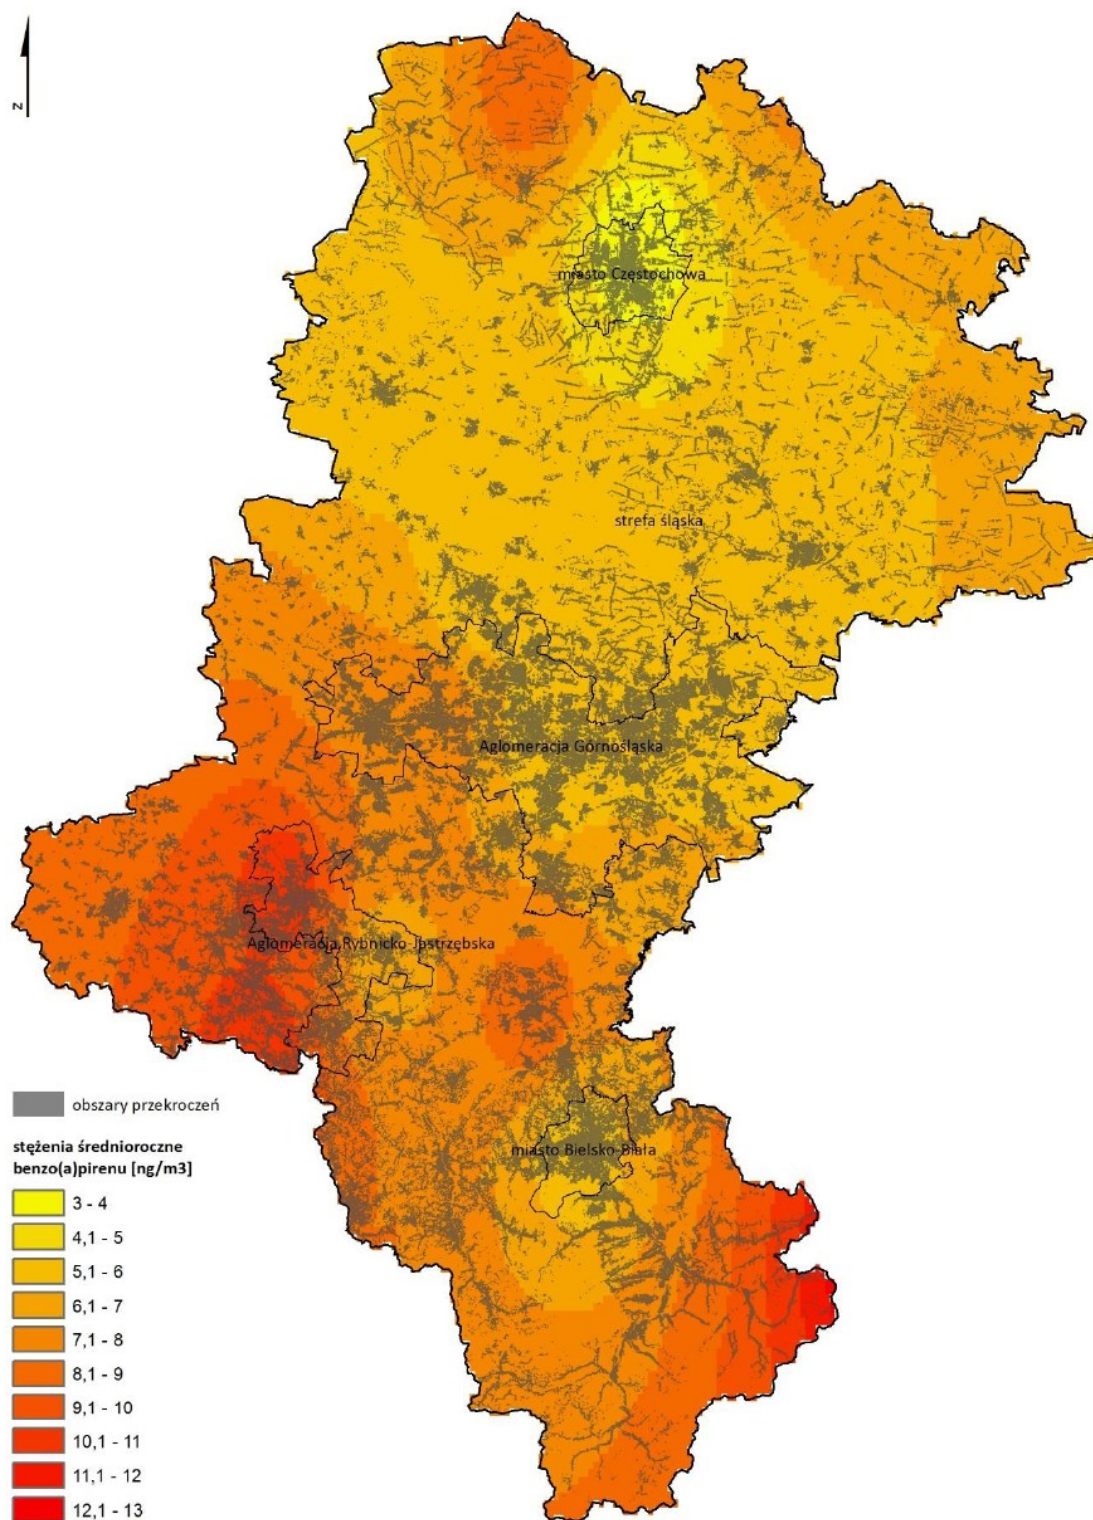 N
miasto Częstochowa
strefa śląska
Aglomeracja Górnośląska
Aglomeracja Rybnicko-Jastrzębska
miasto Bielsko-Biała
obszary przekroczeń
stężenia średnioroczne
benzo(a)pirenu [ng/m3]
3 - 4
4,1 - 5
5,1 - 6
6,1 - 7
7,1 - 8
8,1 - 9
9,1 - 10
10,1 - 11
11,1 - 12
12,1 - 13